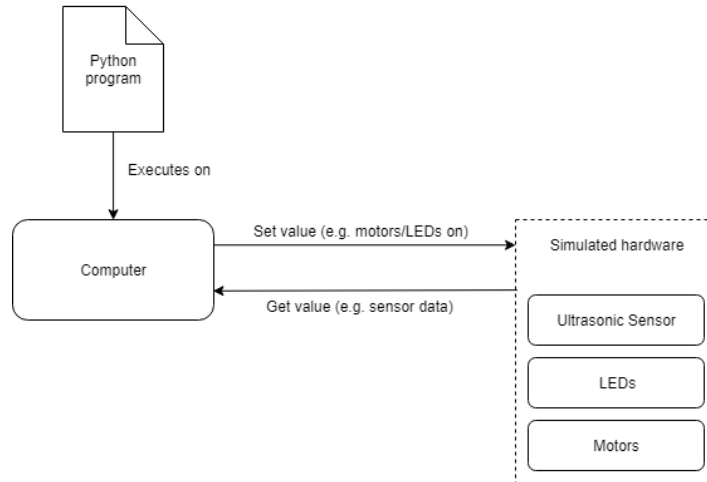 Python
program
Executes on
Set value (e.g. motors/LEDs on)
Simulated hardware
Computer
Get value (e.g. sensor data)
Ultrasonic Sensor
LEDs
Motors